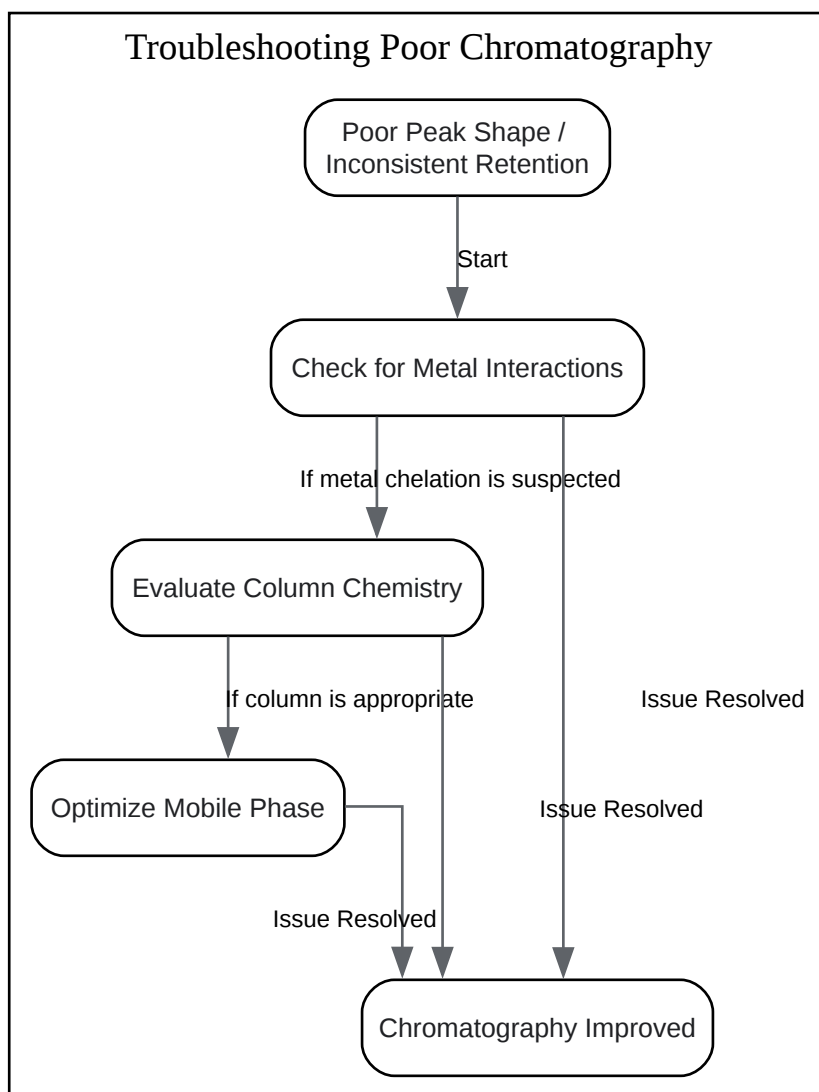 Troubleshooting Poor Chromatography
Poor Peak Shape /
Inconsistent Retention
Start
Check for Metal Interactions
If metal chelation is suspected
Evaluate Column Chemistry
If column is appropriate
Issue Resolved
Optimize Mobile Phase
Issue Resolved
Issue Resolved
Chromatography Improved